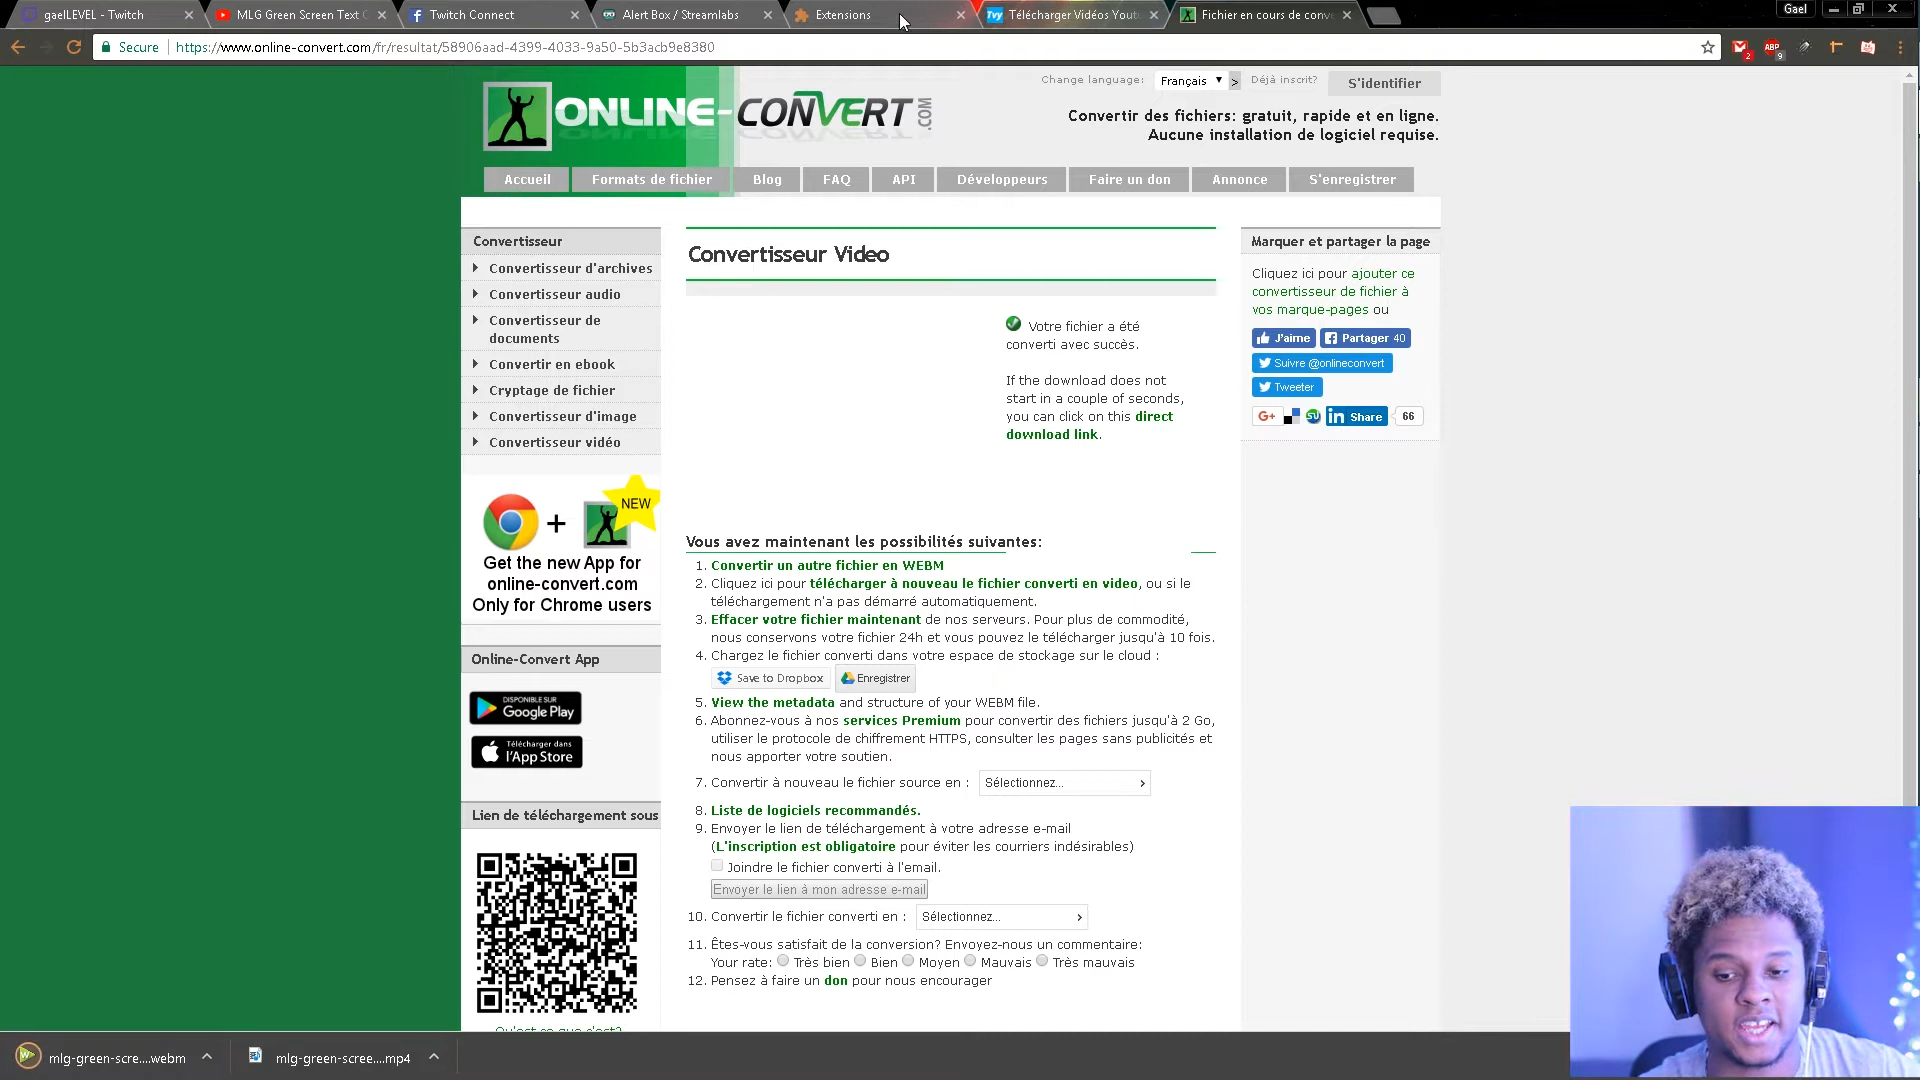 gaelLEVEL - Twitch
MLG Green Screen Text C
Twitch Connect
Alert Box / Streamlabs
Extensions
Tvy Télécharger Vidéos Youtu
Fichier en cours de conve
Gael
Secure https://www.online-convert.com/fr/resultat/58906aad-4399-4033-9a50-5b3acb9e8380
2
ABP
9
ONLINE-CONVERT.COM
Change language: Français > Déjà inscrit? S'identifier
Convertir des fichiers: gratuit, rapide et en ligne.
Aucune installation de logiciel requise.
Accueil Formats de fichier Blog FAQ API Développeurs Faire un don Annonce S'enregistrer
Convertisseur
Convertisseur d'archives
Convertisseur audio
Convertisseur de
documents
Convertir en ebook
Cryptage de fichier
Convertisseur d'image
Convertisseur vidéo
NEW
+
Get the new App for
online-convert.com
Only for Chrome users
Online-Convert App
DISPONIBLE SUR
Google Play
Télécharger dans
l'App Store
Lien de téléchargement sous
Qu'est ce que c'est?
Convertisseur Video
Votre fichier a été
converti avec succès.
If the download does not
start in a couple of seconds,
you can click on this direct
download link.
Vous avez maintenant les possibilités suivantes:
1. Convertir un autre fichier en WEBM
2. Cliquez ici pour télécharger à nouveau le fichier converti en video, ou si le
téléchargement n'a pas démarré automatiquement.
3. Effacer votre fichier maintenant de nos serveurs. Pour plus de commodité,
nous conservons votre fichier 24h et vous pouvez le télécharger jusqu'à 10 fois.
4. Chargez le fichier converti dans votre espace de stockage sur le cloud :
Save to Dropbox Enregistrer
5. View the metadata and structure of your WEBM file.
6. Abonnez-vous à nos services Premium pour convertir des fichiers jusqu'à 2 Go,
utiliser le protocole de chiffrement HTTPS, consulter les pages sans publicités et
nous apporter votre soutien.
7. Convertir à nouveau le fichier source en : Sélectionnez...
8. Liste de logiciels recommandés.
9. Envoyer le lien de téléchargement à votre adresse e-mail
(L'inscription est obligatoire pour éviter les courriers indésirables)
Joindre le fichier converti à l'email.
Envoyer le lien à mon adresse e-mail
10. Convertir le fichier converti en : Sélectionnez...
11. Êtes-vous satisfait de la conversion? Envoyez-nous un commentaire:
Your rate: Très bien Bien Moyen Mauvais Très mauvais
12. Pensez à faire un don pour nous encourager
Marquer et partager la page
Cliquez ici pour ajouter ce
convertisseur de fichier à
vos marque-pages ou
J'aime Partager 40
Suivre @onlineconvert
Tweeter
G+ in Share 66
mlg-green-scre....webm
mlg-green-scree....mp4